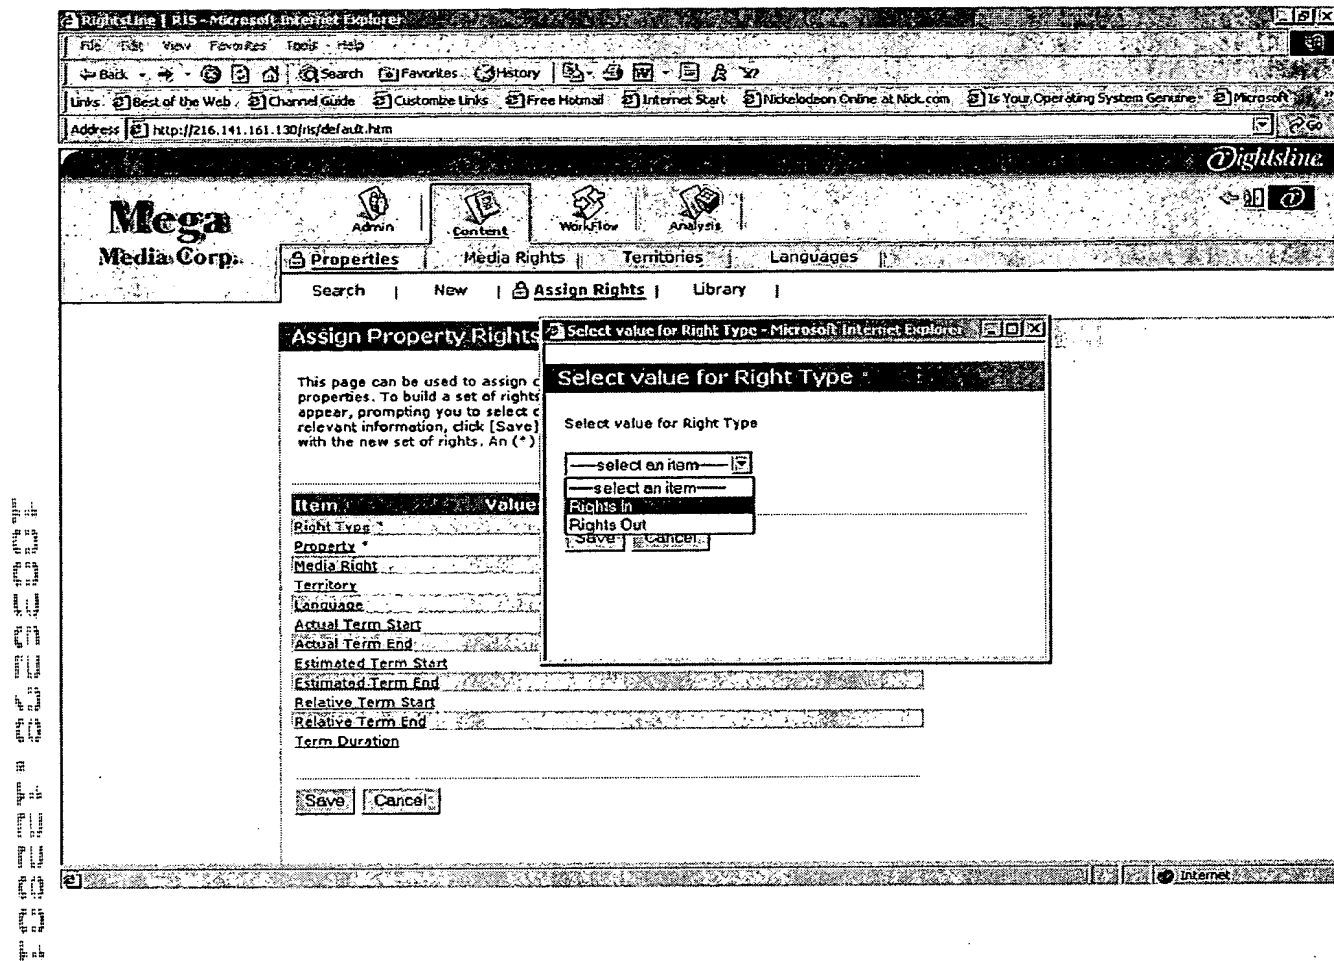 RightsLine | RIS - Microsoft Internet Explorer
File Edit View Favorites Tools Help
Back Search Favorites History
Links Best of the Web Channel Guide Customize Links Free Hotmail Internet Start Nickelodeon Online at Nick.com Is Your Operating System Genuine Microsoft
Address http://216.141.161.130/ris/default.htm Go
Rightsline
Mega
Media Corp.
Admin Content WorkFlow Analysis
Properties | Media Rights | Territories | Languages |
Search | New | Assign Rights | Library |
Assign Property Rights
This page can be used to assign c
properties. To build a set of rights
appear, prompting you to select c
relevant information, click [Save]
with the new set of rights. An (*)
Item Value
Right Type *
Property *
Media Right
Territory
Language
Actual Term Start
Actual Term End
Estimated Term Start
Estimated Term End
Relative Term Start
Relative Term End
Term Duration
Save Cancel
Select value for Right Type - Microsoft Internet Explorer
Select value for Right Type
Select value for Right Type
----select an item----
----select an item----
Rights In
Rights Out
Save Cancel
Internet